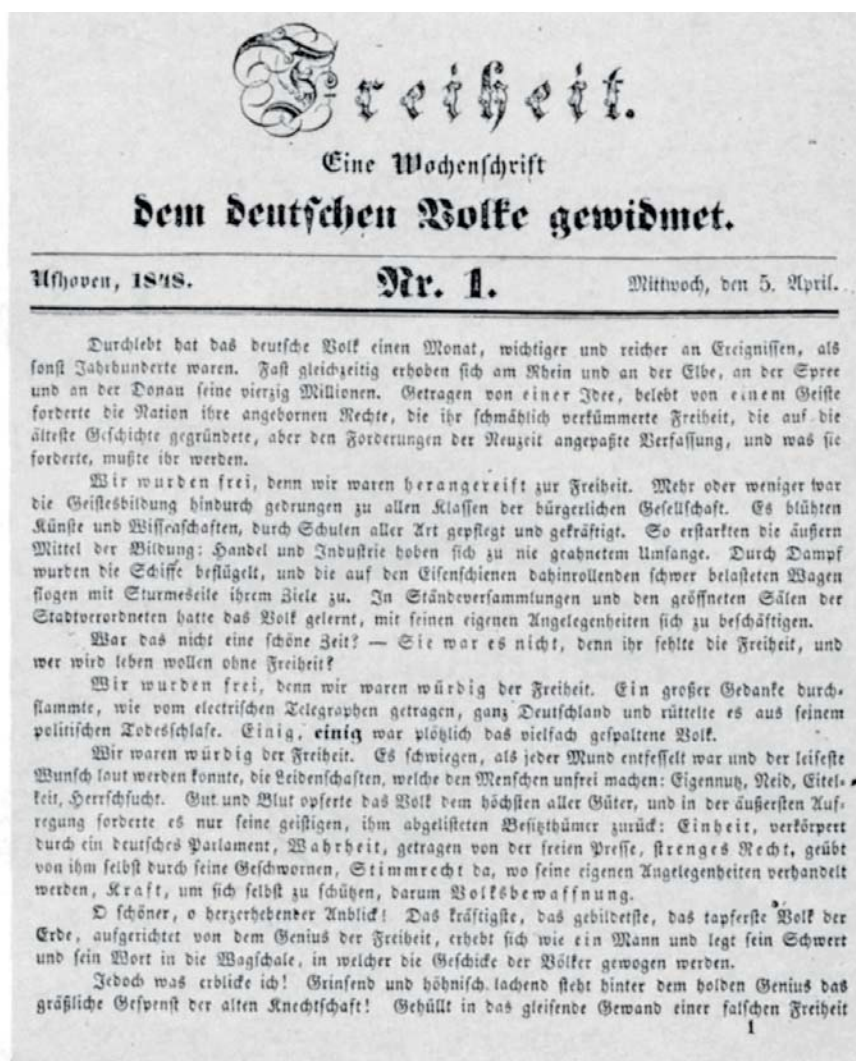 Freiheit.
Eine Wochenschrift
dem deutschen Volke gewidmet.
Ufhoven, 1848. Nr. 1. Mittwoch, den 5. April.
Durchlebt hat das deutsche Volk einen Monat, wichtiger und reicher an Ereignissen, als
sonst Jahrhunderte waren. Fast gleichzeitig erhoben sich am Rhein und an der Elbe, an der Spree
und an der Donau seine vierzig Millionen. Getragen von einer Idee, belebt von einem Geiste
forderte die Nation ihre angebornen Rechte, die ihr schmählich verkümmerte Freiheit, die auf die
älteste Geschichte gegründete, aber den Forderungen der Neuzeit angepaßte Verfassung, und was sie
forderte, mußte ihr werden.
Wir wurden frei, denn wir waren herangereift zur Freiheit. Mehr oder weniger war
die Geistesbildung hindurch gedrungen zu allen Klassen der bürgerlichen Gesellschaft. Es blühten
Künste und Wissenschaften, durch Schulen aller Art gepflegt und gekräftigt. So erstarkten die äußern
Mittel der Bildung: Handel und Industrie hoben sich zu nie geahnetem Umfange. Durch Dampf
wurden die Schiffe beflügelt, und die auf den Eisenschienen dahinrollenden schwer belasteten Wagen
flogen mit Sturmeseile ihrem Ziele zu. In Ständeversammlungen und den geöffneten Sälen der
Stadtverordneten hatte das Volk gelernt, mit seinen eigenen Angelegenheiten sich zu beschäftigen.
War das nicht eine schöne Zeit? — Sie war es nicht, denn ihr fehlte die Freiheit, und
wer wird leben wollen ohne Freiheit?
Wir wurden frei, denn wir waren würdig der Freiheit. Ein großer Gedanke durch-
flammte, wie vom electrischen Telegraphen getragen, ganz Deutschland und rüttelte es aus seinem
politischen Todesschlafe. Einig, einig war plötzlich das vielfach gespaltene Volk.
Wir waren würdig der Freiheit. Es schwiegen, als jeder Mund entfesselt war und der leiseste
Wunsch laut werden konnte, die Leidenschaften, welche den Menschen unfrei machen: Eigennutz, Neid, Eitel-
keit, Herrschsucht. Gut und Blut opferte das Volk dem höchsten aller Güter, und in der äußersten Auf-
regung forderte es nur seine geistigen, ihm abgelisteten Besitzthümer zurück: Einheit, verkörpert
durch ein deutsches Parlament, Wahrheit, getragen von der freien Presse, strenges Recht, geübt
von ihm selbst durch seine Geschwornen, Stimmrecht da, wo seine eigenen Angelegenheiten verhandelt
werden, Kraft, um sich selbst zu schützen, darum Volksbewaffnung.
O schöner, o herzerhebender Anblick! Das kräftigste, das gebildetste, das tapferste Volk der
Erde, aufgerichtet von dem Genius der Freiheit, erhebt sich wie ein Mann und legt sein Schwert
und sein Wort in die Wagschale, in welcher die Geschicke der Völker gewogen werden.
Jedoch was erblicke ich! Grinsend und höhnisch lachend steht hinter dem holden Genius das
gräßliche Gespenst der alten Knechtschaft! Gehüllt in das gleisende Gewand einer falschen Freiheit
1